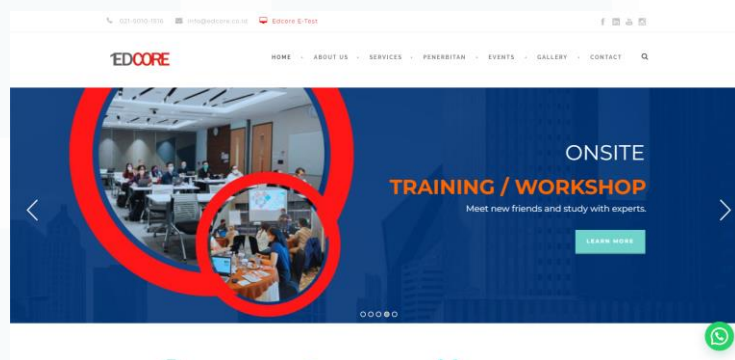 Edcore E-Test
EDCORE
HOME
ABOUT US
SERVICES
PENERBITAN
EVENTS
GALLERY
CONTACT
ONSITE
TRAINING / WORKSHOP
Meet new friends and study with experts.
LEARN MORE